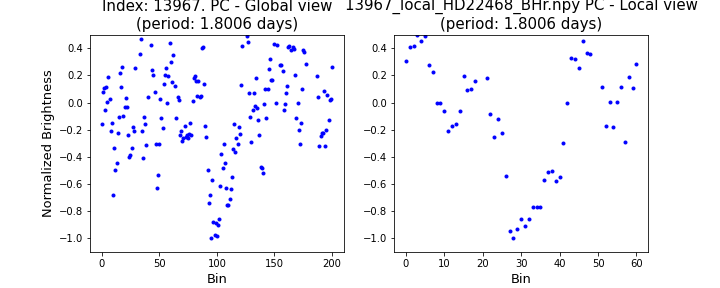 Index: 13967. PC - Global view
(period: 1.8006 days)
13967_local_HD22468_BHr.npy PC - Local view
(period: 1.8006 days)
Normalized Brightness
0.4
0.2
0.0
−0.2
−0.4
−0.6
−0.8
−1.0
0 50 100 150 200
Bin
0.4
0.2
0.0
−0.2
−0.4
−0.6
−0.8
−1.0
0 10 20 30 40 50 60
Bin